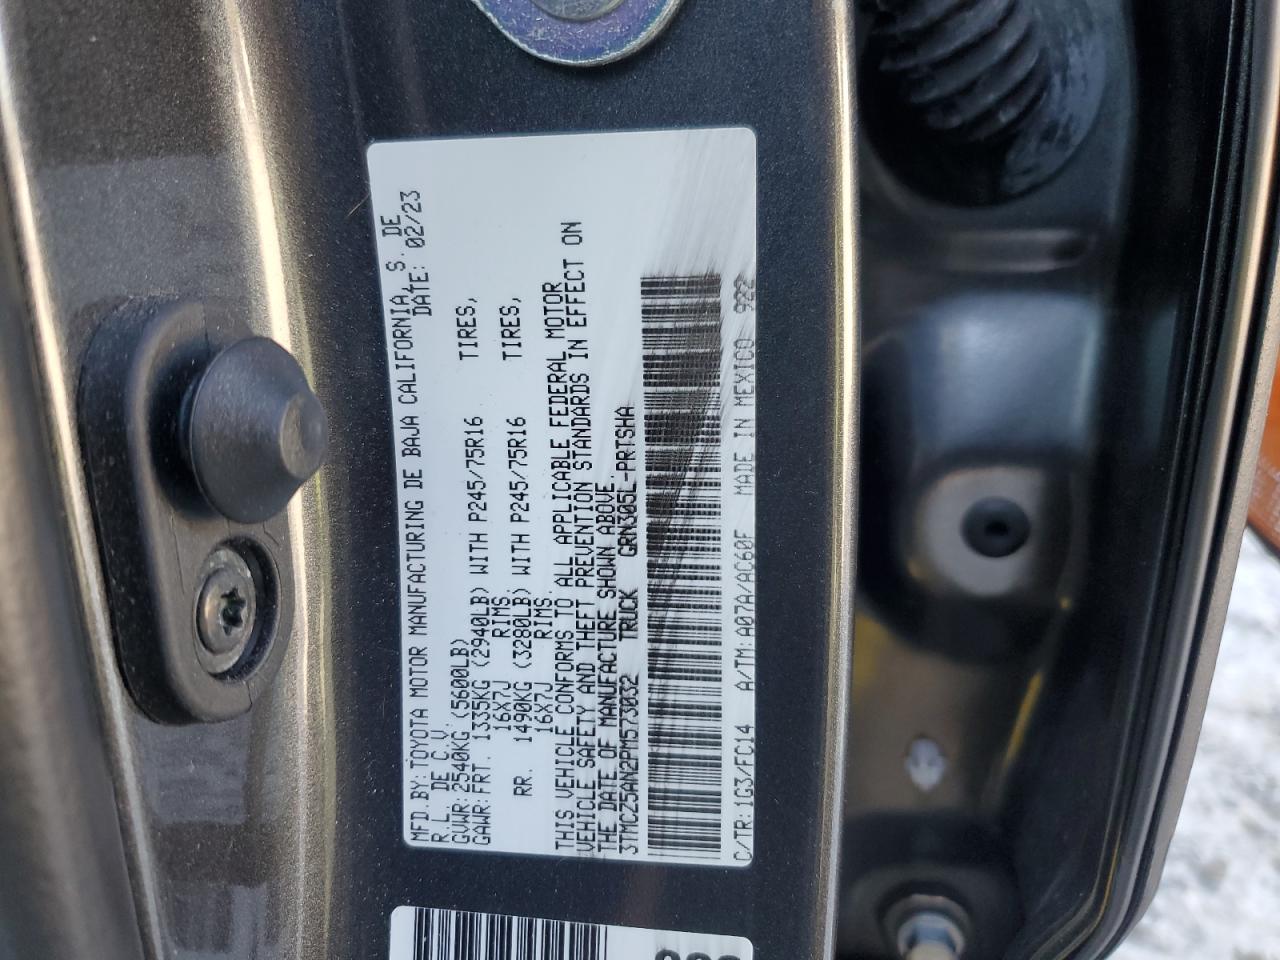 MFD.BY: TOYOTA MOTOR MANUFACTURING DE BAJA CALIFORNIA, S. DE
R.L. DE C.V. DATE: 02/23
GVWR: 2540KG (5600LB)
GAWR: FRT. 1335KG (2940LB) WITH P245/75R16 TIRES,
16X7J RIMS.
RR. 1490KG (3280LB) WITH P245/75R16 TIRES,
16X7J RIMS.
THIS VEHICLE CONFORMS TO ALL APPLICABLE FEDERAL MOTOR
VEHICLE SAFETY AND THEFT PREVENTION STANDARDS IN EFFECT ON
THE DATE OF MANUFACTURE SHOWN ABOVE.
3TMCZ5AN2PM573032 TRUCK GRN305L-PRTSHA
C/TR: 1G3/FC14 A/TM: A07A/AC60F MADE IN MEXICO 922